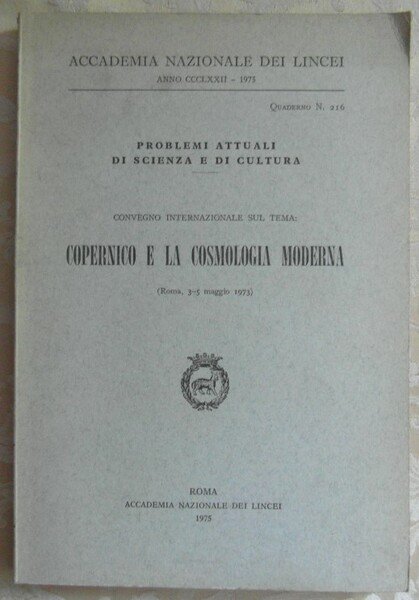 ACCADEMIA NAZIONALE DEI LINCEI
ANNO CCCLXXII - 1975
QUADERNO N. 216
PROBLEMI ATTUALI
DI SCIENZA E DI CULTURA
CONVEGNO INTERNAZIONALE SUL TEMA:
COPERNICO E LA COSMOLOGIA MODERNA
(Roma, 3-5 maggio 1973)
ROMA
ACCADEMIA NAZIONALE DEI LINCEI
1975